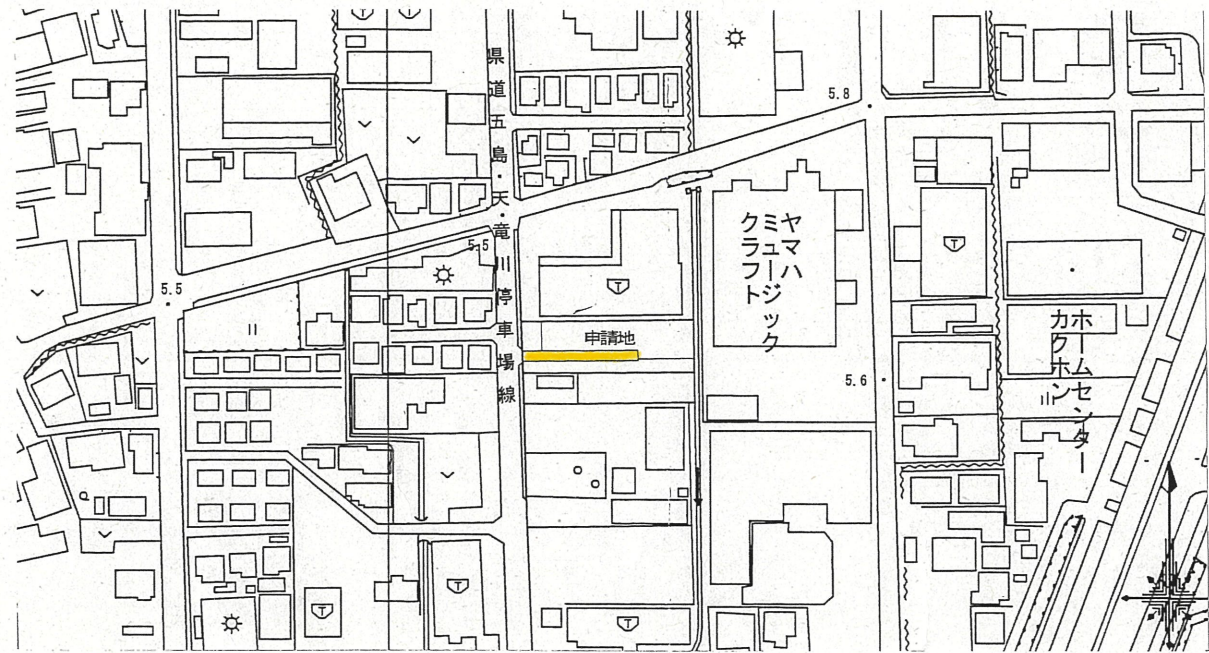 県道五島・天竜川停車場線
5.8
5.5
5.5
ヤマハ
ミュージック
クラフト
申請地
5.6
ホームセンター
カクホン